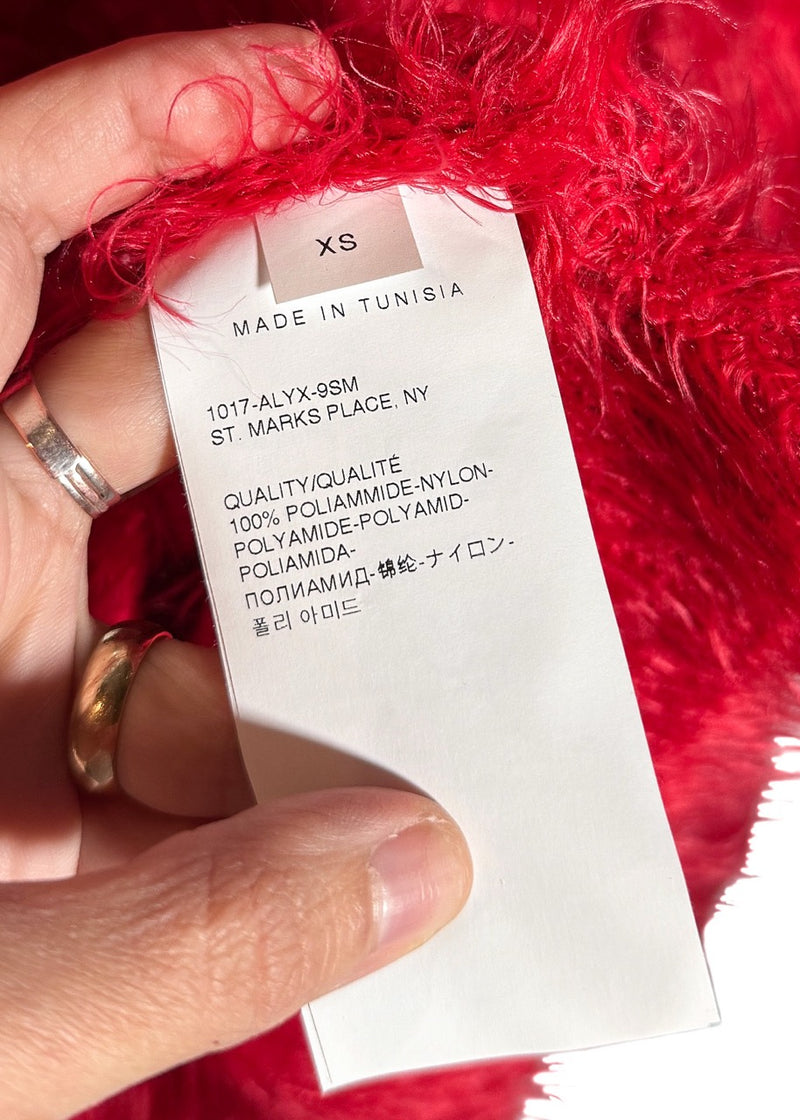 XS
MADE IN TUNISIA
1017-ALYX-9SM
ST. MARKS PLACE, NY
QUALITY/QUALITÉ
100% POLIAMMIDE-NYLON-
POLYAMIDE-POLYAMID-
POLIAMIDA-
ПОЛИАМИД-锦纶-ナイロン-
폴리 아미드